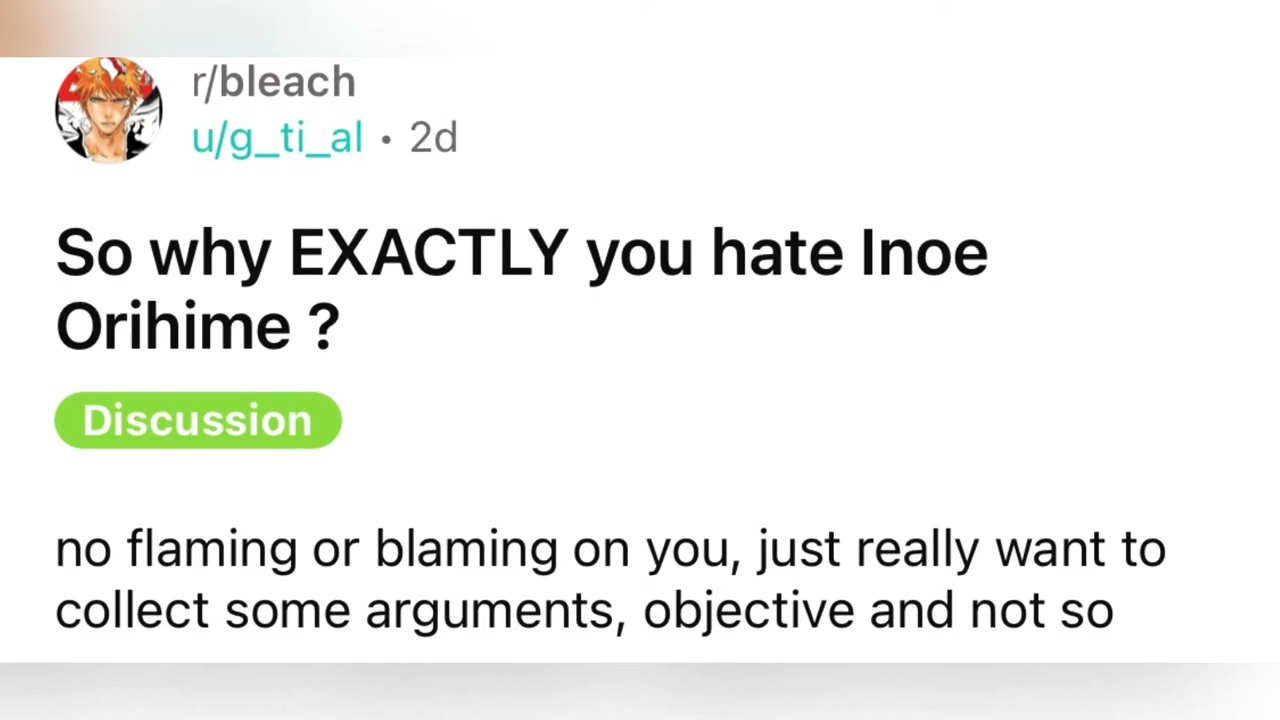 r/bleach
u/g_ti_al • 2d
So why EXACTLY you hate Inoe
Orihime ?
Discussion
no flaming or blaming on you, just really want to
collect some arguments, objective and not so